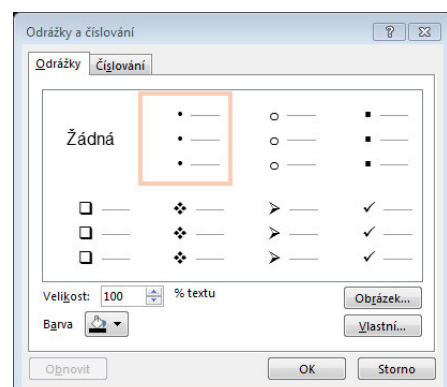 Odrážky a číslování
Odrážky Číslování
Žádná
Velikost: 100 % textu
Obrázek...
Barva
Vlastní...
Obnovit OK Storno